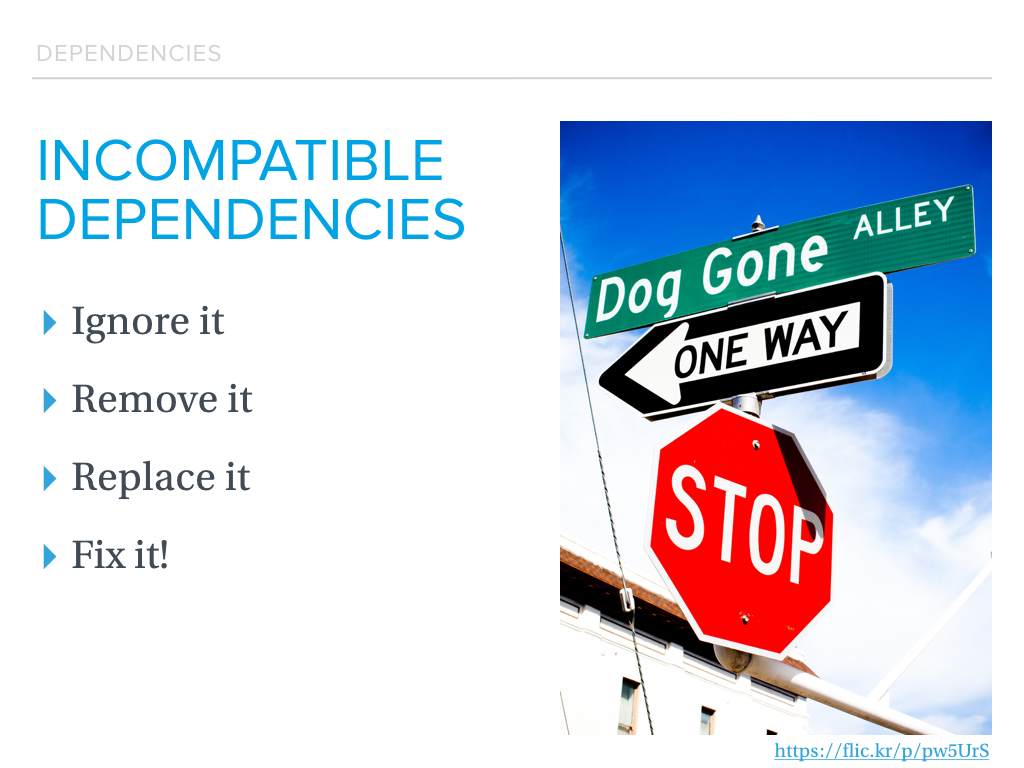 DEPENDENCIES
INCOMPATIBLE
DEPENDENCIES
Ignore it
Remove it
Replace it
Fix it!
Dog Gone ALLEY
ONE WAY
STOP
https://flic.kr/p/pw5UrS